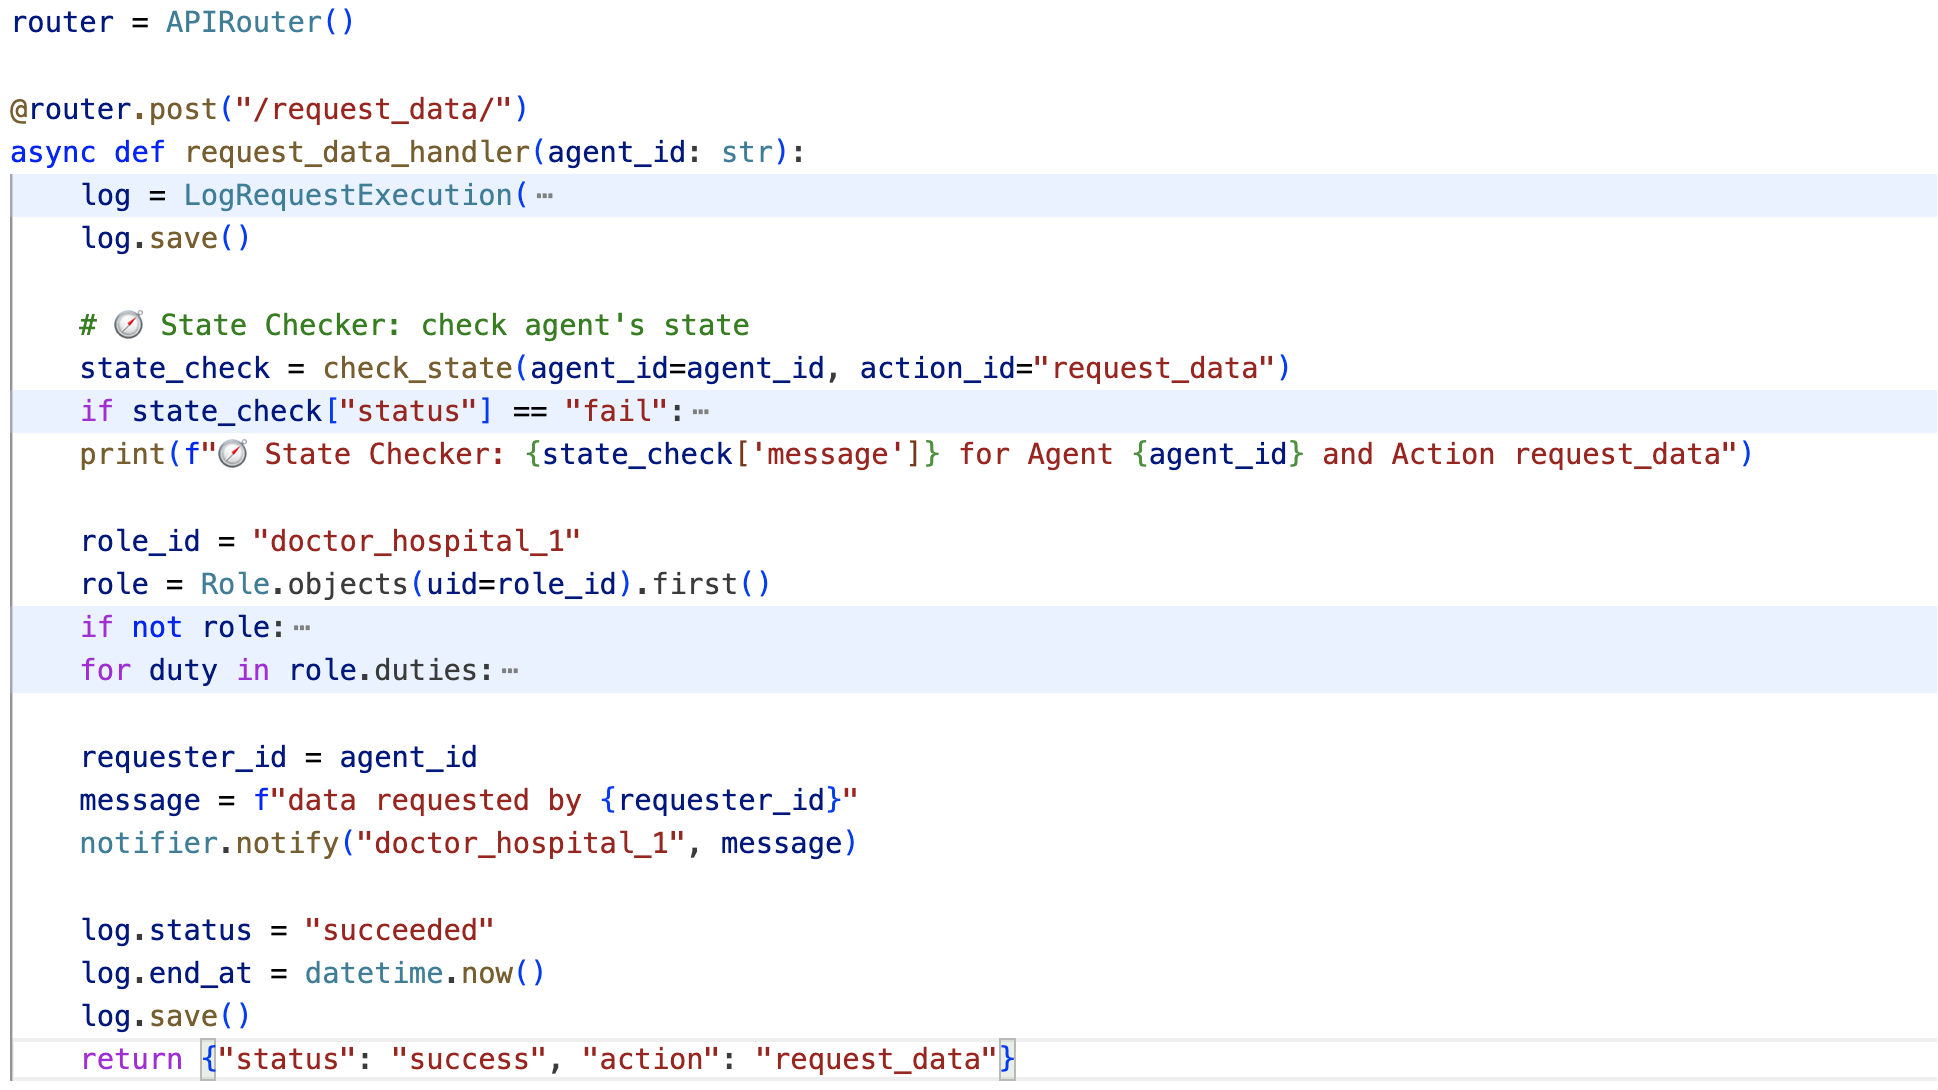 router = APIRouter()

@router.post("/request_data/")
async def request_data_handler(agent_id: str):
    log = LogRequestExecution( ⋯
    log.save()

    # 🧭 State Checker: check agent's state
    state_check = check_state(agent_id=agent_id, action_id="request_data")
    if state_check["status"] == "fail": ⋯
    print(f"🧭 State Checker: {state_check['message']} for Agent {agent_id} and Action request_data")

    role_id = "doctor_hospital_1"
    role = Role.objects(uid=role_id).first()
    if not role: ⋯
    for duty in role.duties: ⋯

    requester_id = agent_id
    message = f"data requested by {requester_id}"
    notifier.notify("doctor_hospital_1", message)

    log.status = "succeeded"
    log.end_at = datetime.now()
    log.save()
    return {"status": "success", "action": "request_data"}